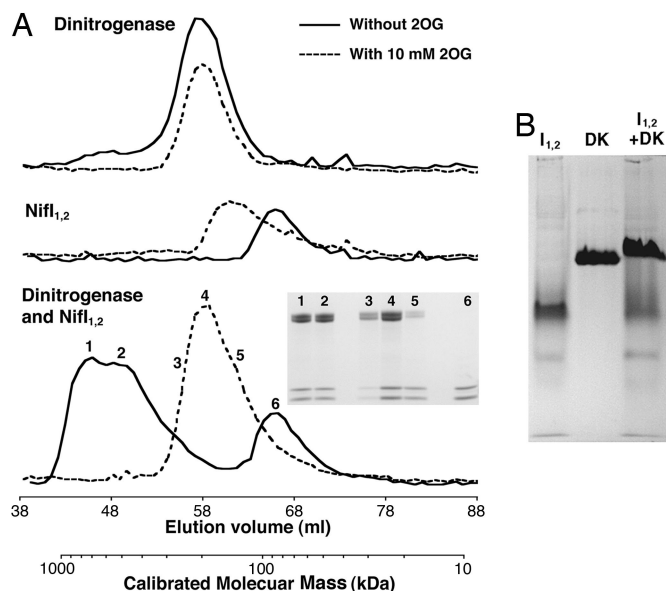 A
Dinitrogenase
Without 2OG
With 10 mM 2OG
NifI1,2
Dinitrogenase
and NifI1,2
1 2 3 4 5 6
1 2 3 4 5 6
38 48 58 68 78 88
Elution volume (ml)
1000 100 10
Calibrated Molecuar Mass (kDa)
B
I1,2 DK I1,2
+DK